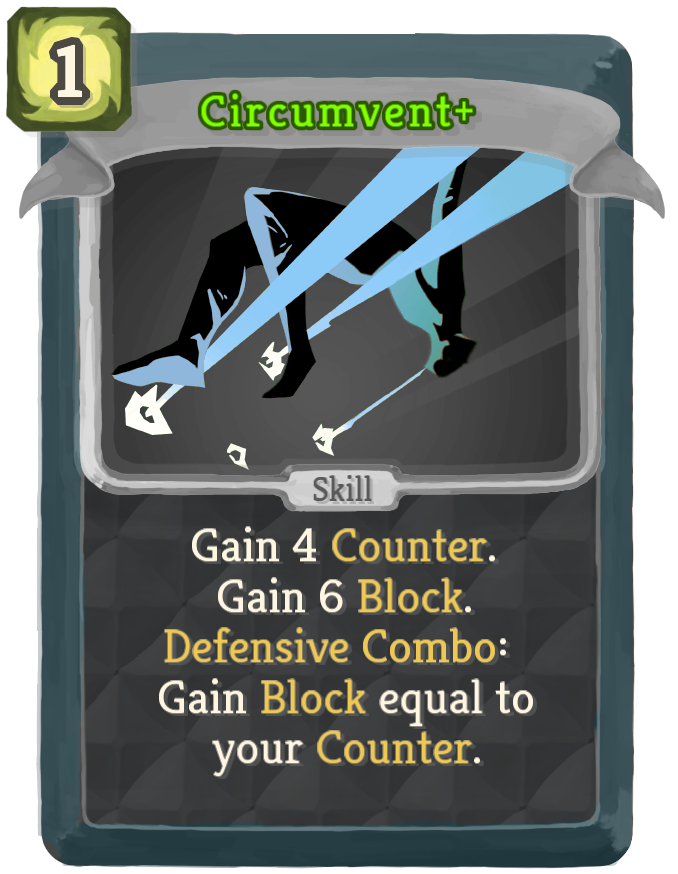 1
Circumvent+
Skill
Gain 4 Counter.
Gain 6 Block.
Defensive Combo:
Gain Block equal to
your Counter.